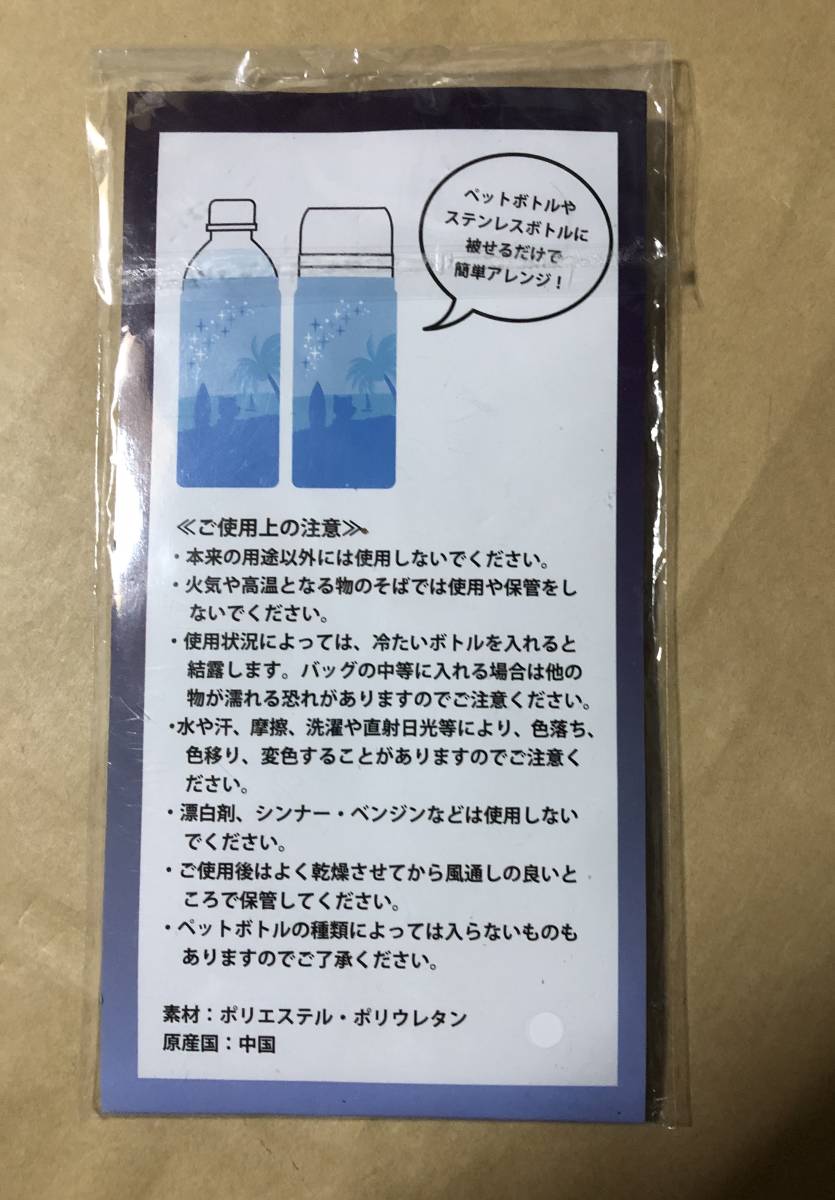 ペットボトルや
ステンレスボトルに
被せるだけで
簡単アレンジ！
≪ご使用上の注意≫
・本来の用途以外には使用しないでください。
・火気や高温となる物のそばでは使用や保管をし
ないでください。
・使用状況によっては、冷たいボトルを入れると
結露します。バッグの中等に入れる場合は他の
物が濡れる恐れがありますのでご注意ください。
・水や汗、摩擦、洗濯や直射日光等により、色落ち、
色移り、変色することがありますのでご注意く
ださい。
・漂白剤、シンナー・ベンジンなどは使用しない
でください。
・ご使用後はよく乾燥させてから風通しの良いと
ころで保管してください。
・ペットボトルの種類によっては入らないものも
ありますのでご了承ください。
素材：ポリエステル・ポリウレタン
原産国：中国